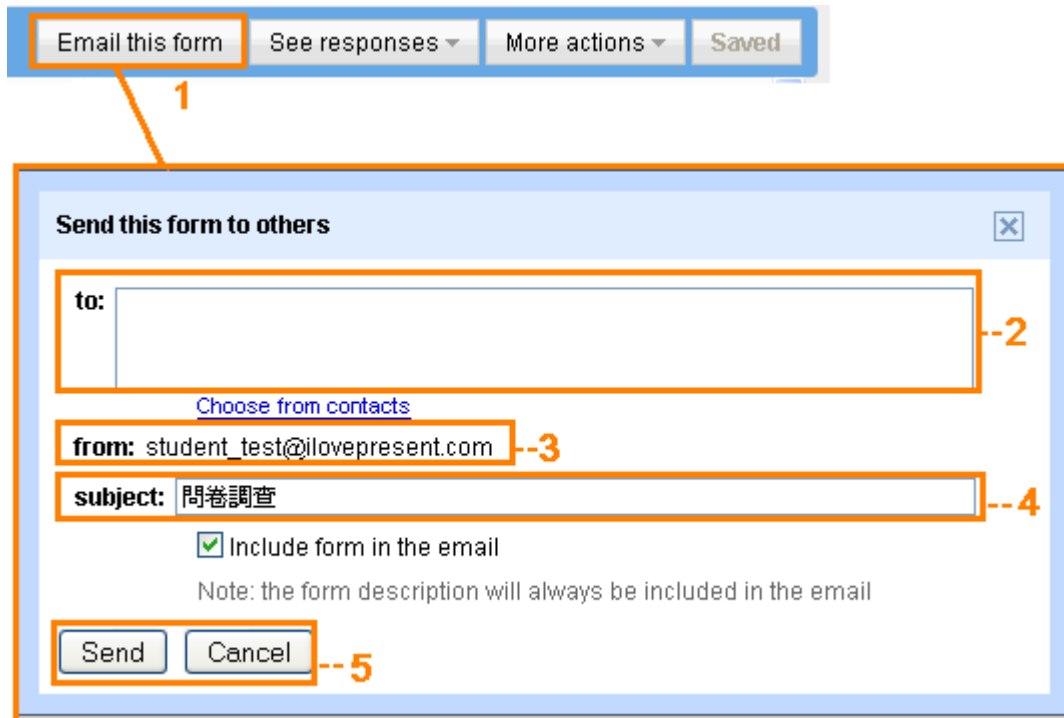 Email this form See responses More actions Saved
1
Send this form to others
to:
--2
Choose from contacts
from: student_test@ilovepresent.com --3
subject: 問卷調查 --4
Include form in the email
Note: the form description will always be included in the email
Send Cancel --5